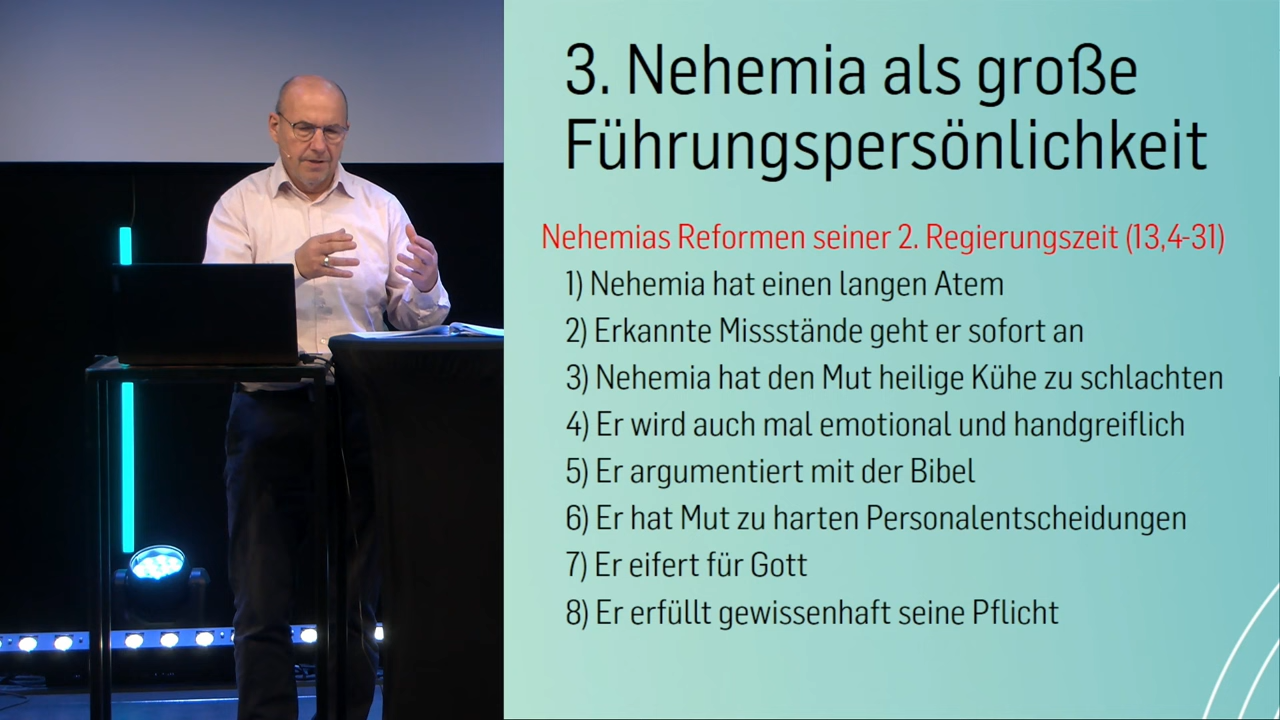 3. Nehemia als große
Führungspersönlichkeit
Nehemias Reformen seiner 2. Regierungszeit (13,4-31)
1) Nehemia hat einen langen Atem
2) Erkannte Missstände geht er sofort an
3) Nehemia hat den Mut heilige Kühe zu schlachten
4) Er wird auch mal emotional und handgreiflich
5) Er argumentiert mit der Bibel
6) Er hat Mut zu harten Personalentscheidungen
7) Er eifert für Gott
8) Er erfüllt gewissenhaft seine Pflicht